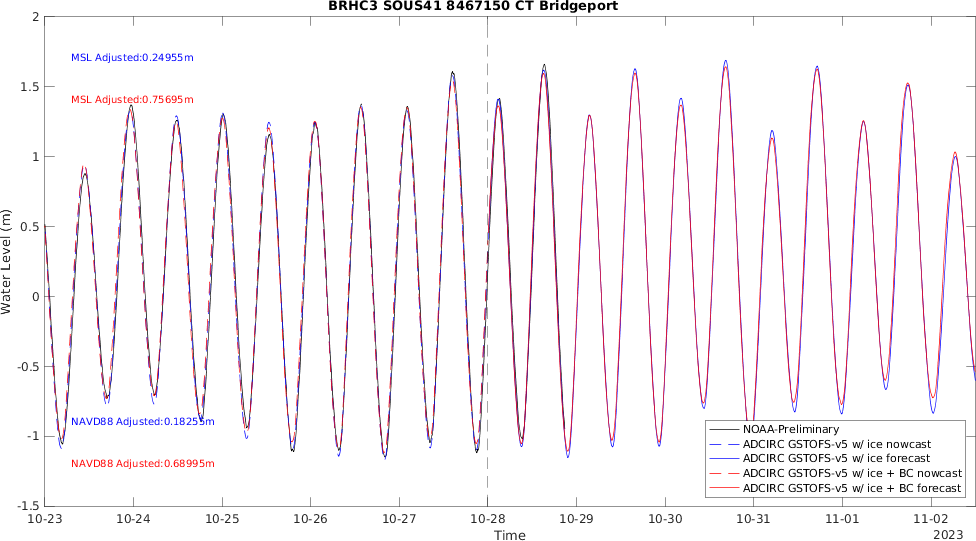 BRHC3 SOUS41 8467150 CT Bridgeport
2
1.5
1
0.5
0
-0.5
-1
-1.5
Water Level (m)
MSL Adjusted:0.24955m
MSL Adjusted:0.75695m
NAVD88 Adjusted:0.18255m
NAVD88 Adjusted:0.68995m
NOAA-Preliminary
ADCIRC GSTOFS-v5 w/ ice nowcast
ADCIRC GSTOFS-v5 w/ ice forecast
ADCIRC GSTOFS-v5 w/ ice + BC nowcast
ADCIRC GSTOFS-v5 w/ ice + BC forecast
10-23 10-24 10-25 10-26 10-27 10-28 10-29 10-30 10-31 11-01 11-02
Time
2023